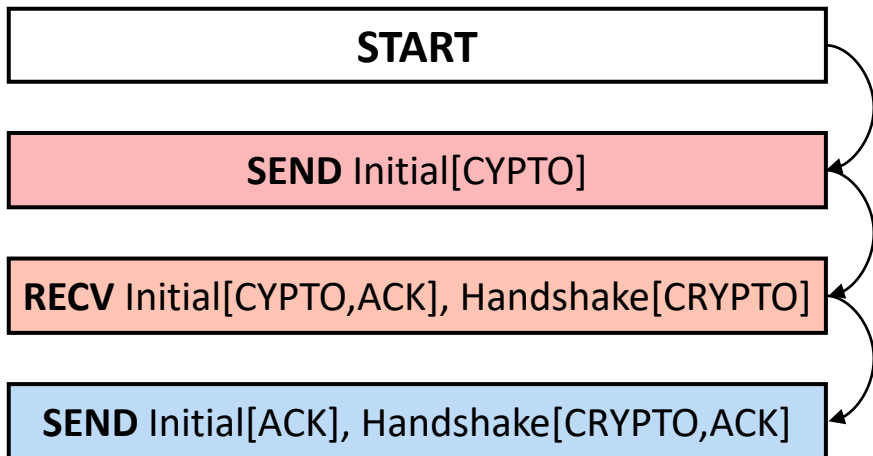 START
SEND Initial[CYPTO]
RECV Initial[CYPTO,ACK], Handshake[CRYPTO]
SEND Initial[ACK], Handshake[CRYPTO,ACK]